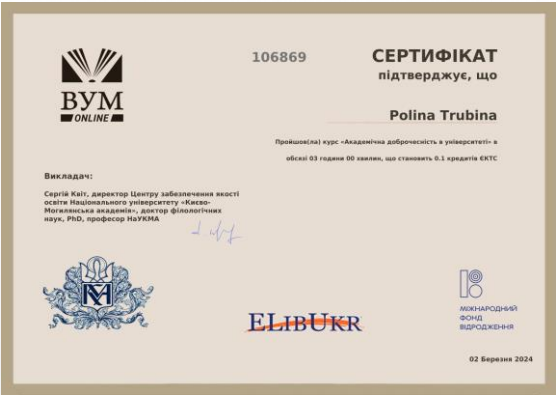 106869
СЕРТИФІКАТ
підтверджує, що
ВУМ
ONLINE
Polina Trubina
Пройшов(ла) курс «Академічна доброчесність в університеті» в
обсязі 03 години 00 хвилин, що становить 0.1 кредитів ЄКТС
Викладач:
Сергій Квіт, директор Центру забезпечення якості
освіти Національного університету «Києво-
Могилянська академія», доктор філологічних
наук, PhD, професор НаУКМА
ELIBUKR
МІЖНАРОДНИЙ
ФОНД
ВІДРОДЖЕННЯ
02 Березня 2024